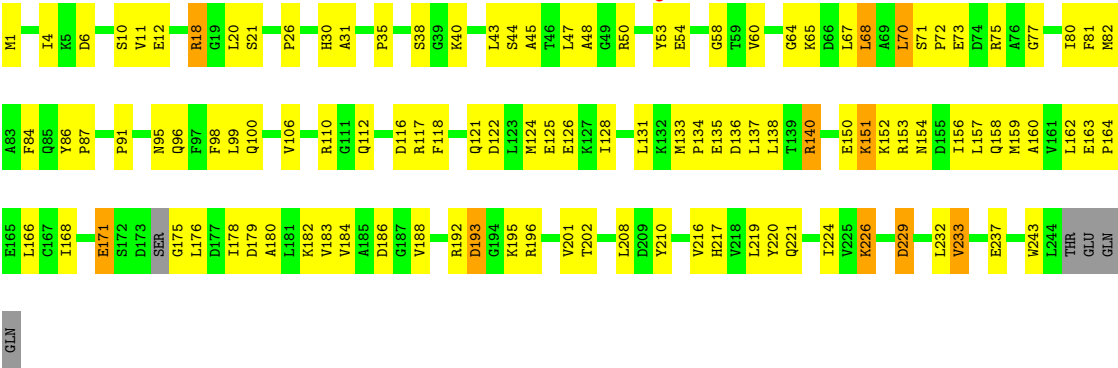 M1 I4 K5 D6 S10 V11 E12 R18 G19 L20 S21 P26 H30 A31 P35 S38 G39 K40 L43 S44 A45 T46 L47 A48 G49 R50 Y53 E54 G58 T59 V60 G64 K65 D66 L67 L68 A69 L70 S71 P72 E73 D74 R75 A76 G77 I80 F81 M82
A83 F84 Q85 Y86 P87 P91 N95 Q96 F97 F98 L99 Q100 V106 R110 G111 Q112 D116 R117 F118 Q121 D122 L123 M124 E125 E126 K127 I128 L131 K132 M133 P134 E135 D136 L137 L138 T139 R140 E150 K151 K152 R153 N154 D155 I156 L157 Q158 M159 A160 V161 L162 E163 P164
E165 L166 C167 I168 E171 S172 D173 SER G175 L176 D177 I178 D179 A180 L181 K182 V183 V184 A185 D186 G187 V188 R192 D193 G194 K195 R196 V201 T202 L208 D209 Y210 V216 H217 V218 L219 Y220 Q221 I224 V225 K226 D229 L232 V233 E237 W243 L244 THR GLU GLN
GLN